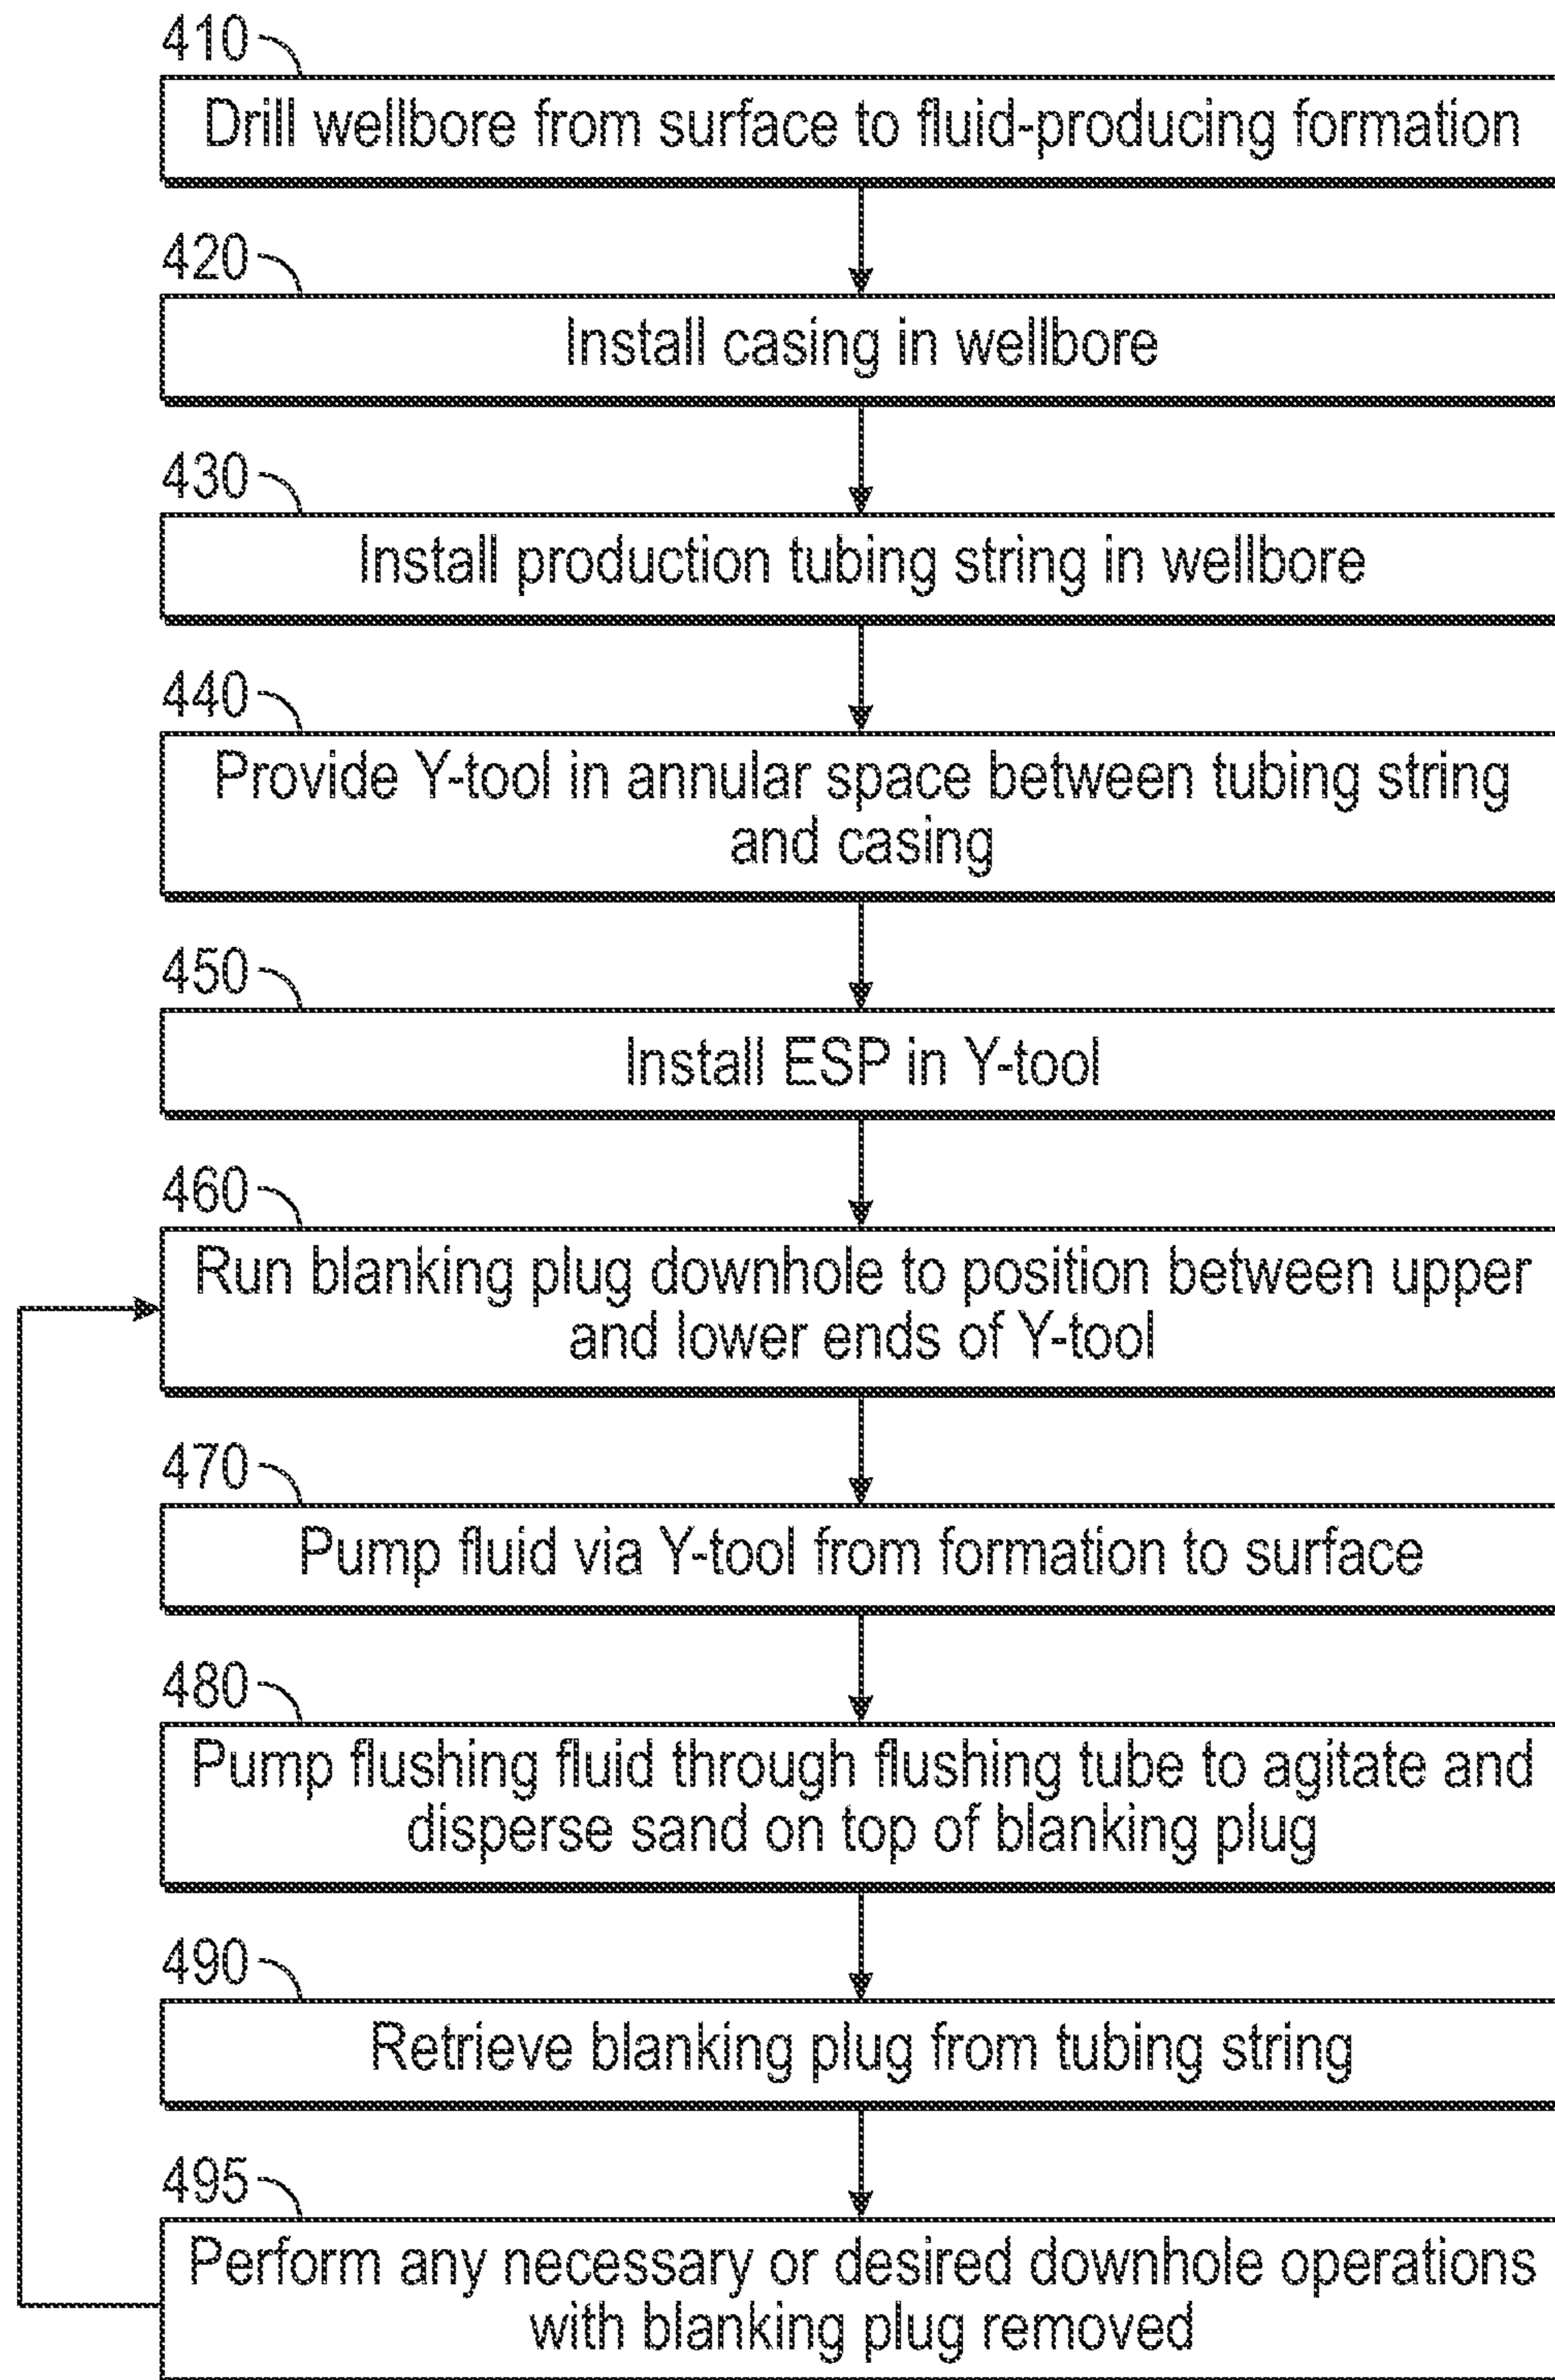 410
Drill wellbore from surface to fluid-producing formation
420
Install casing in wellbore
430
Install production tubing string in wellbore
440
Provide Y-tool in annular space between tubing string
and casing
450
Install ESP in Y-tool
460
Run blanking plug downhole to position between upper
and lower ends of Y-tool
470
Pump fluid via Y-tool from formation to surface
480
Pump flushing fluid through flushing tube to agitate and
disperse sand on top of blanking plug
490
Retrieve blanking plug from tubing string
495
Perform any necessary or desired downhole operations
with blanking plug removed